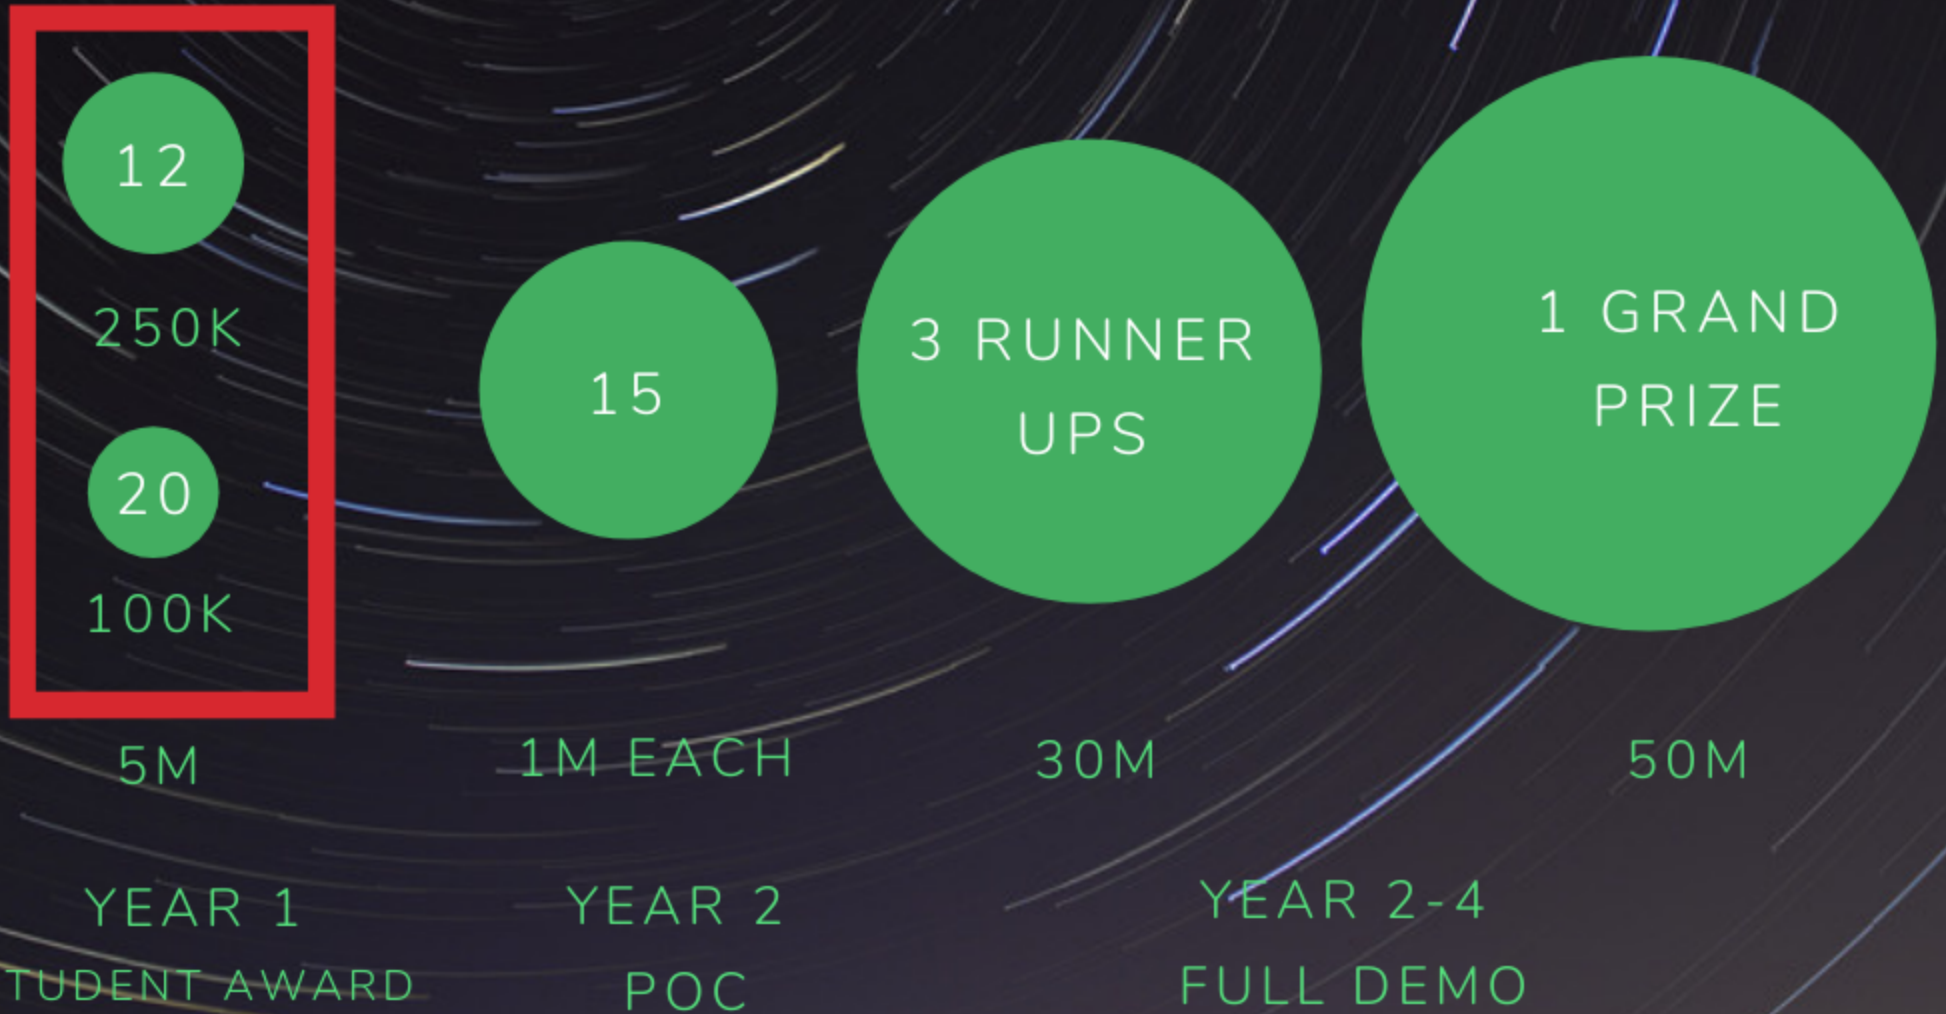 12
250K
20
100K
5M
YEAR 1
TUDENT AWARD
15
1M EACH
YEAR 2
POC
3 RUNNER
UPS
30M
1 GRAND
PRIZE
50M
YEAR 2-4
FULL DEMO